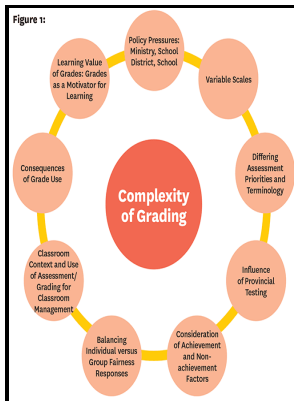 Figure 1:
Policy Pressures:
Ministry, School
District, School
Variable Scales
Differing
Assessment
Priorities and
Terminology
Influence
of Provincial
Testing
Consideration
of Achievement
and Non-
achievement
Factors
Balancing
Individual versus
Group Fairness
Responses
Classroom
Context and Use
of Assessment/
Grading for
Classroom
Management
Consequences
of Grade Use
Learning Value
of Grades: Grades
as a Motivator for
Learning
Complexity
of Grading